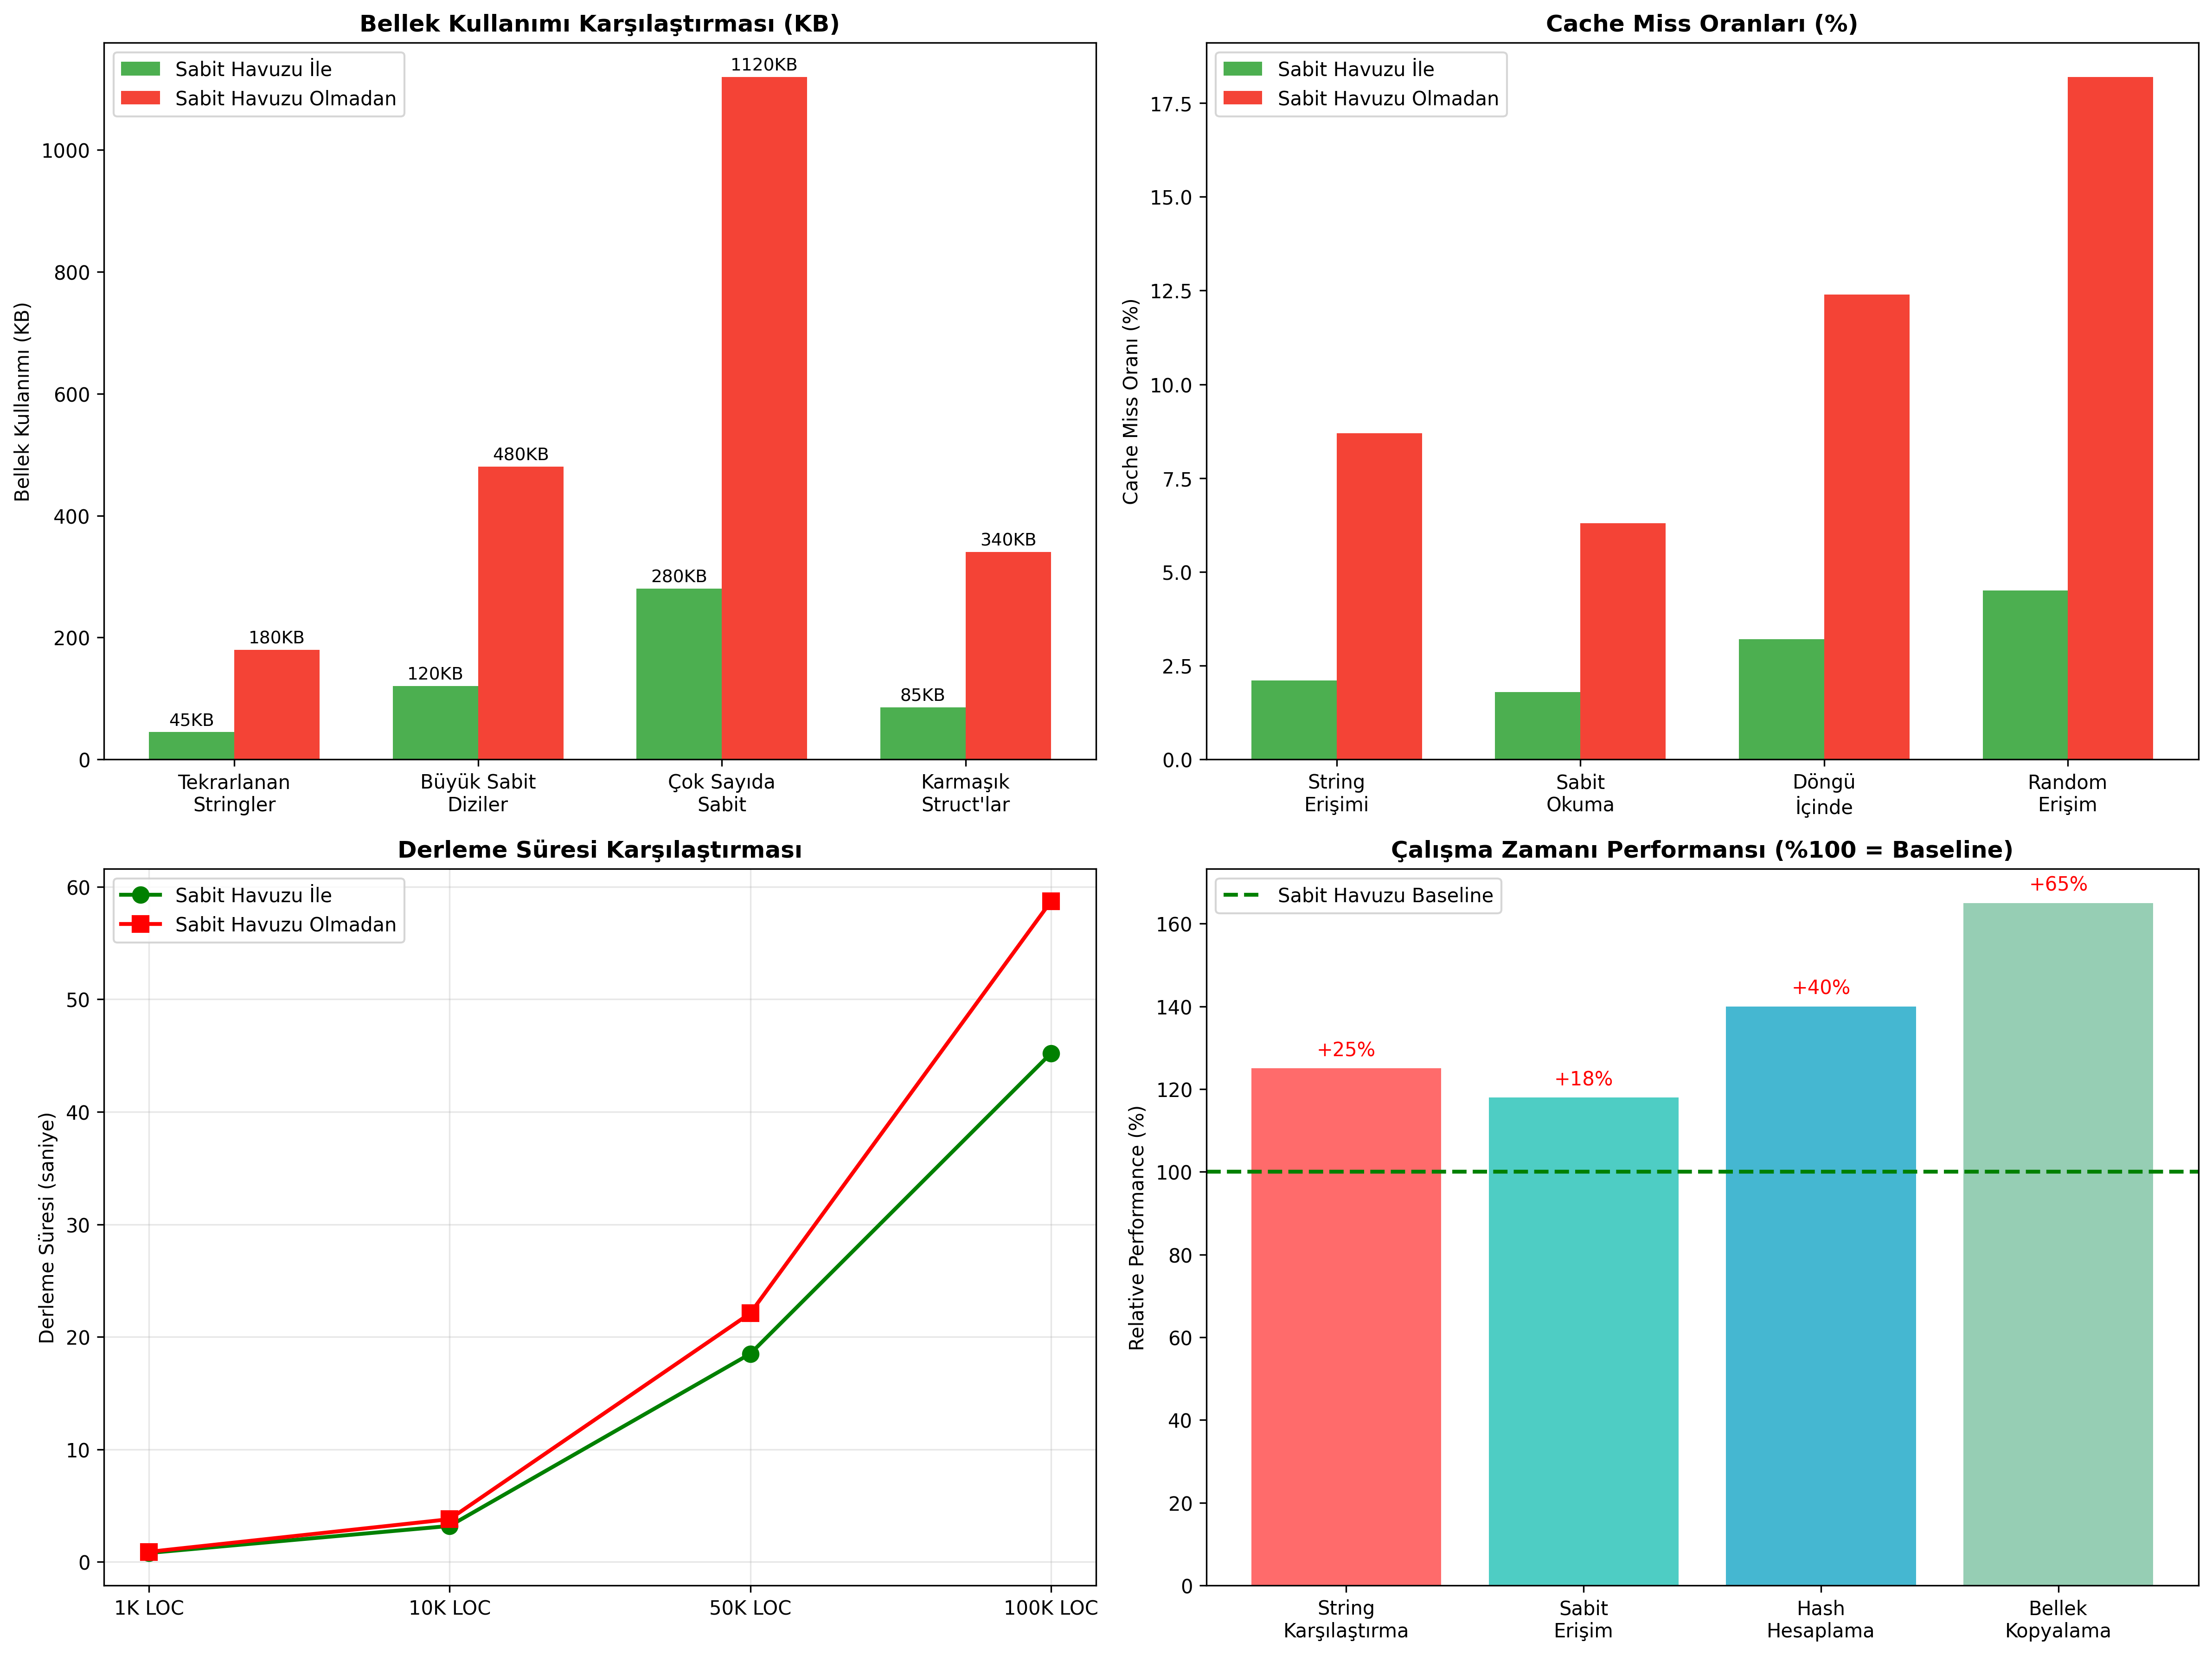 Bellek Kullanımı Karşılaştırması (KB)
Sabit Havuzu İle
Sabit Havuzu Olmadan
Bellek Kullanımı (KB)
1000
800
600
400
200
0
45KB
180KB
120KB
480KB
280KB
1120KB
85KB
340KB
Tekrarlanan
Stringler
Büyük Sabit
Diziler
Çok Sayıda
Sabit
Karmaşık
Struct'lar
Cache Miss Oranları (%)
Sabit Havuzu İle
Sabit Havuzu Olmadan
Cache Miss Oranı (%)
17.5
15.0
12.5
10.0
7.5
5.0
2.5
0.0
String
Erişimi
Sabit
Okuma
Döngü
İçinde
Random
Erişim
Derleme Süresi Karşılaştırması
Sabit Havuzu İle
Sabit Havuzu Olmadan
Derleme Süresi (saniye)
60
50
40
30
20
10
0
1K LOC
10K LOC
50K LOC
100K LOC
Çalışma Zamanı Performansı (%100 = Baseline)
Sabit Havuzu Baseline
Relative Performance (%)
160
140
120
100
80
60
40
20
0
+25%
+18%
+40%
+65%
String
Karşılaştırma
Sabit
Erişim
Hash
Hesaplama
Bellek
Kopyalama